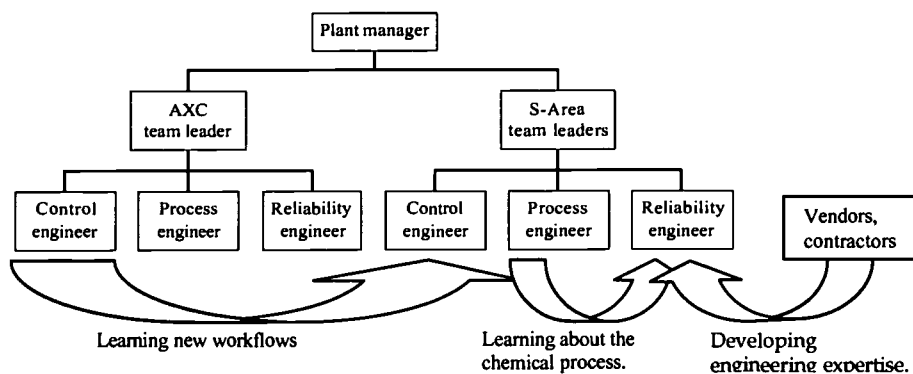 Plant manager
AXC
team leader
S-Area
team leaders
Control
engineer
Process
engineer
Reliability
engineer
Control
engineer
Process
engineer
Reliability
engineer
Vendors,
contractors
Learning new workflows
Learning about the
chemical process.
Developing
engineering expertise.